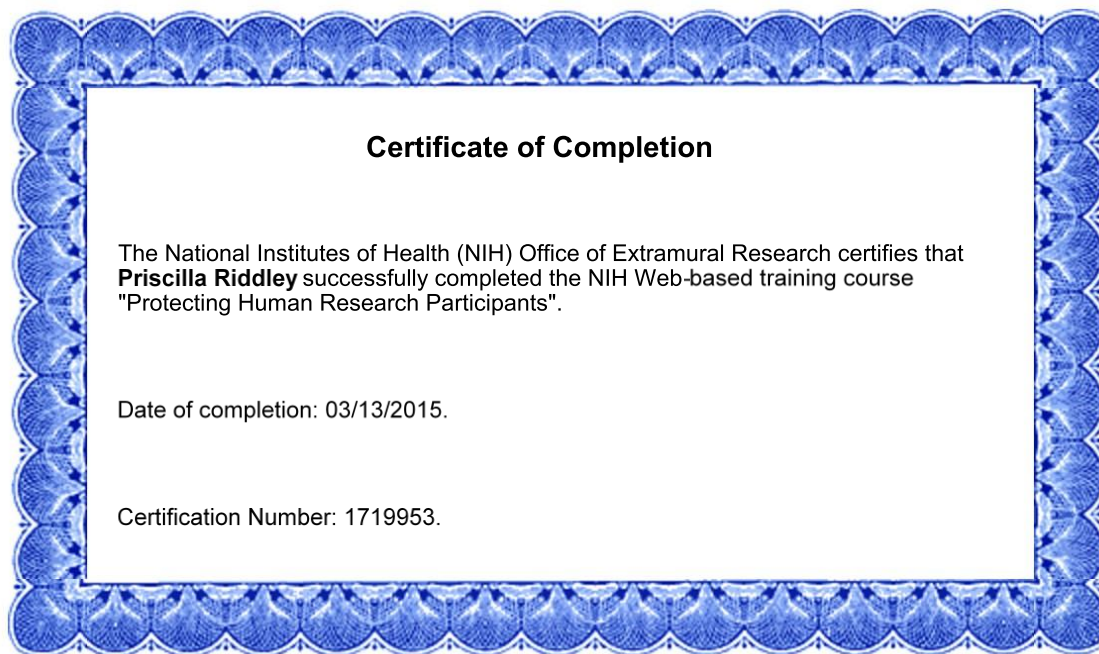 Certificate of Completion
The National Institutes of Health (NIH) Office of Extramural Research certifies that
Priscilla Riddley successfully completed the NIH Web-based training course
"Protecting Human Research Participants".
Date of completion: 03/13/2015.
Certification Number: 1719953.